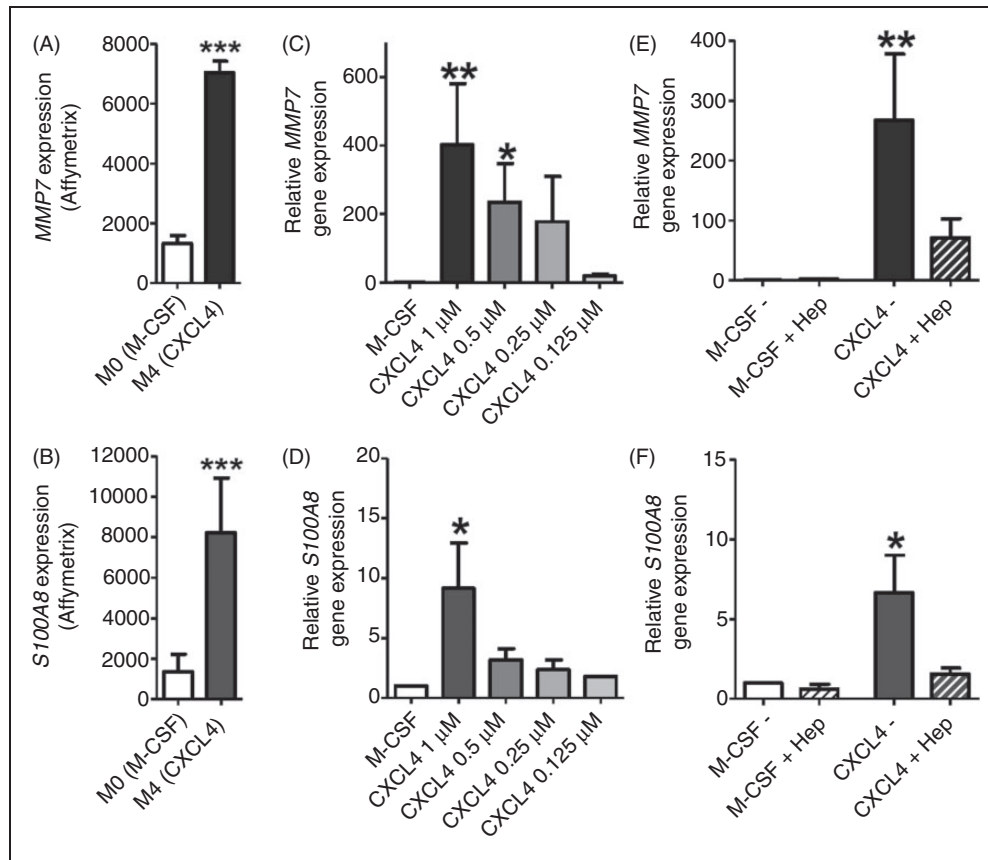 (A)
MMP7 expression
(Affymetrix)
8000
6000
4000
2000
0
***
M0 (M-CSF)
M4 (CXCL4)
(C)
Relative MMP7
gene expression
600
400
200
0
**
*
M-CSF
CXCL4 1 μM
CXCL4 0.5 μM
CXCL4 0.25 μM
CXCL4 0.125 μM
(E)
Relative MMP7
gene expression
400
300
200
100
0
**
M-CSF -
M-CSF + Hep
CXCL4 -
CXCL4 + Hep
(B)
S100A8 expression
(Affymetrix)
12000
10000
8000
6000
4000
2000
0
***
M0 (M-CSF)
M4 (CXCL4)
(D)
Relative S100A8
gene expression
20
15
10
5
0
*
M-CSF
CXCL4 1 μM
CXCL4 0.5 μM
CXCL4 0.25 μM
CXCL4 0.125 μM
(F)
Relative S100A8
gene expression
15
10
5
0
*
M-CSF -
M-CSF + Hep
CXCL4 -
CXCL4 + Hep